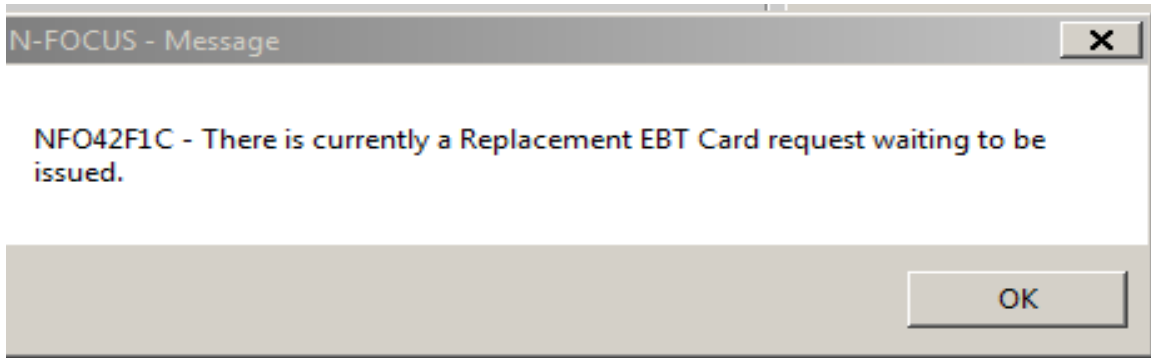 N-FOCUS - Message
NFO42F1C - There is currently a Replacement EBT Card request waiting to be
issued.
OK